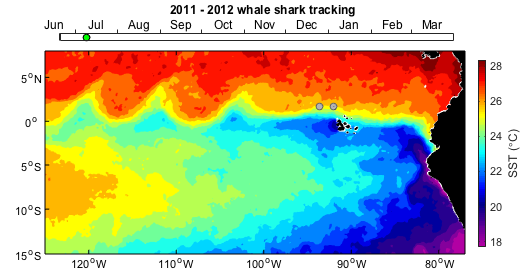 2011 - 2012 whale shark tracking
Jun Jul Aug Sep Oct Nov Dec Jan Feb Mar
5°N
0°
5°S
10°S
15°S
120°W 110°W 100°W 90°W 80°W
28
26
24
22
20
18
SST (°C)